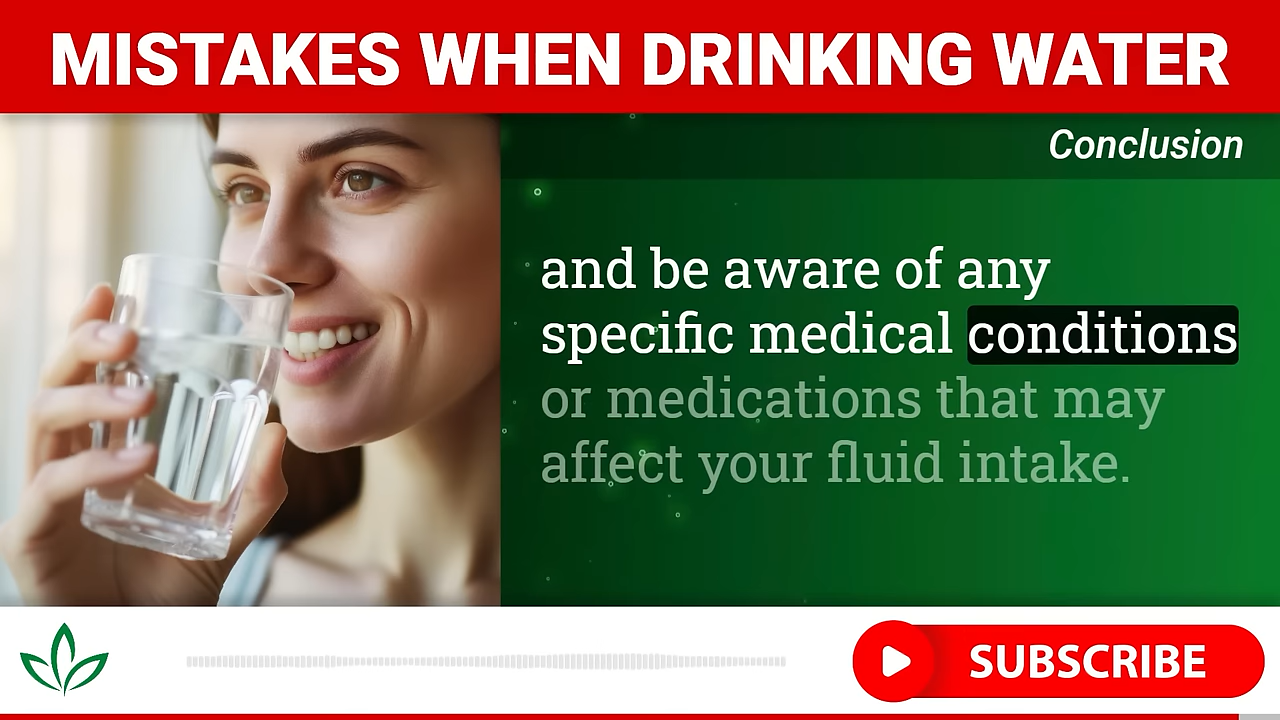 MISTAKES WHEN DRINKING WATER
Conclusion
and be aware of any
specific medical conditions
or medications that may
affect your fluid intake.
SUBSCRIBE